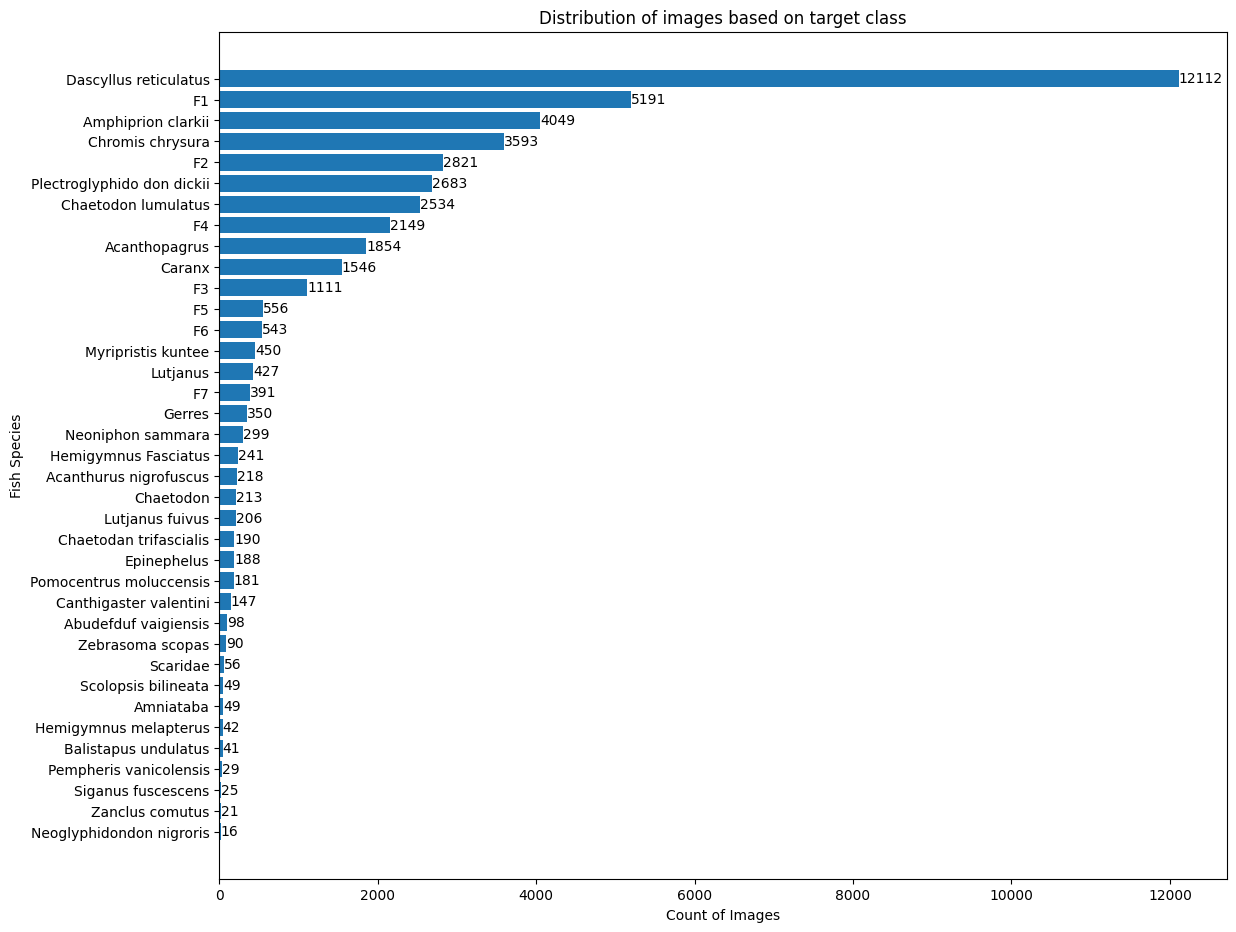 Distribution of images based on target class
Dascyllus reticulatus 12112
F1 5191
Amphiprion clarkii 4049
Chromis chrysura 3593
F2 2821
Plectroglyphido don dickii 2683
Chaetodon lumulatus 2534
F4 2149
Acanthopagrus 1854
Caranx 1546
F3 1111
F5 556
F6 543
Myripristis kuntee 450
Lutjanus 427
F7 391
Gerres 350
Neoniphon sammara 299
Hemigymnus Fasciatus 241
Acanthurus nigrofuscus 218
Chaetodon 213
Lutjanus fuivus 206
Chaetodan trifascialis 190
Epinephelus 188
Pomocentrus moluccensis 181
Canthigaster valentini 147
Abudefduf vaigiensis 98
Zebrasoma scopas 90
Scaridae 56
Scolopsis bilineata 49
Amniataba 49
Hemigymnus melapterus 42
Balistapus undulatus 41
Pempheris vanicolensis 29
Siganus fuscescens 25
Zanclus comutus 21
Neoglyphidondon nigroris 16
Fish Species
0 2000 4000 6000 8000 10000 12000
Count of Images